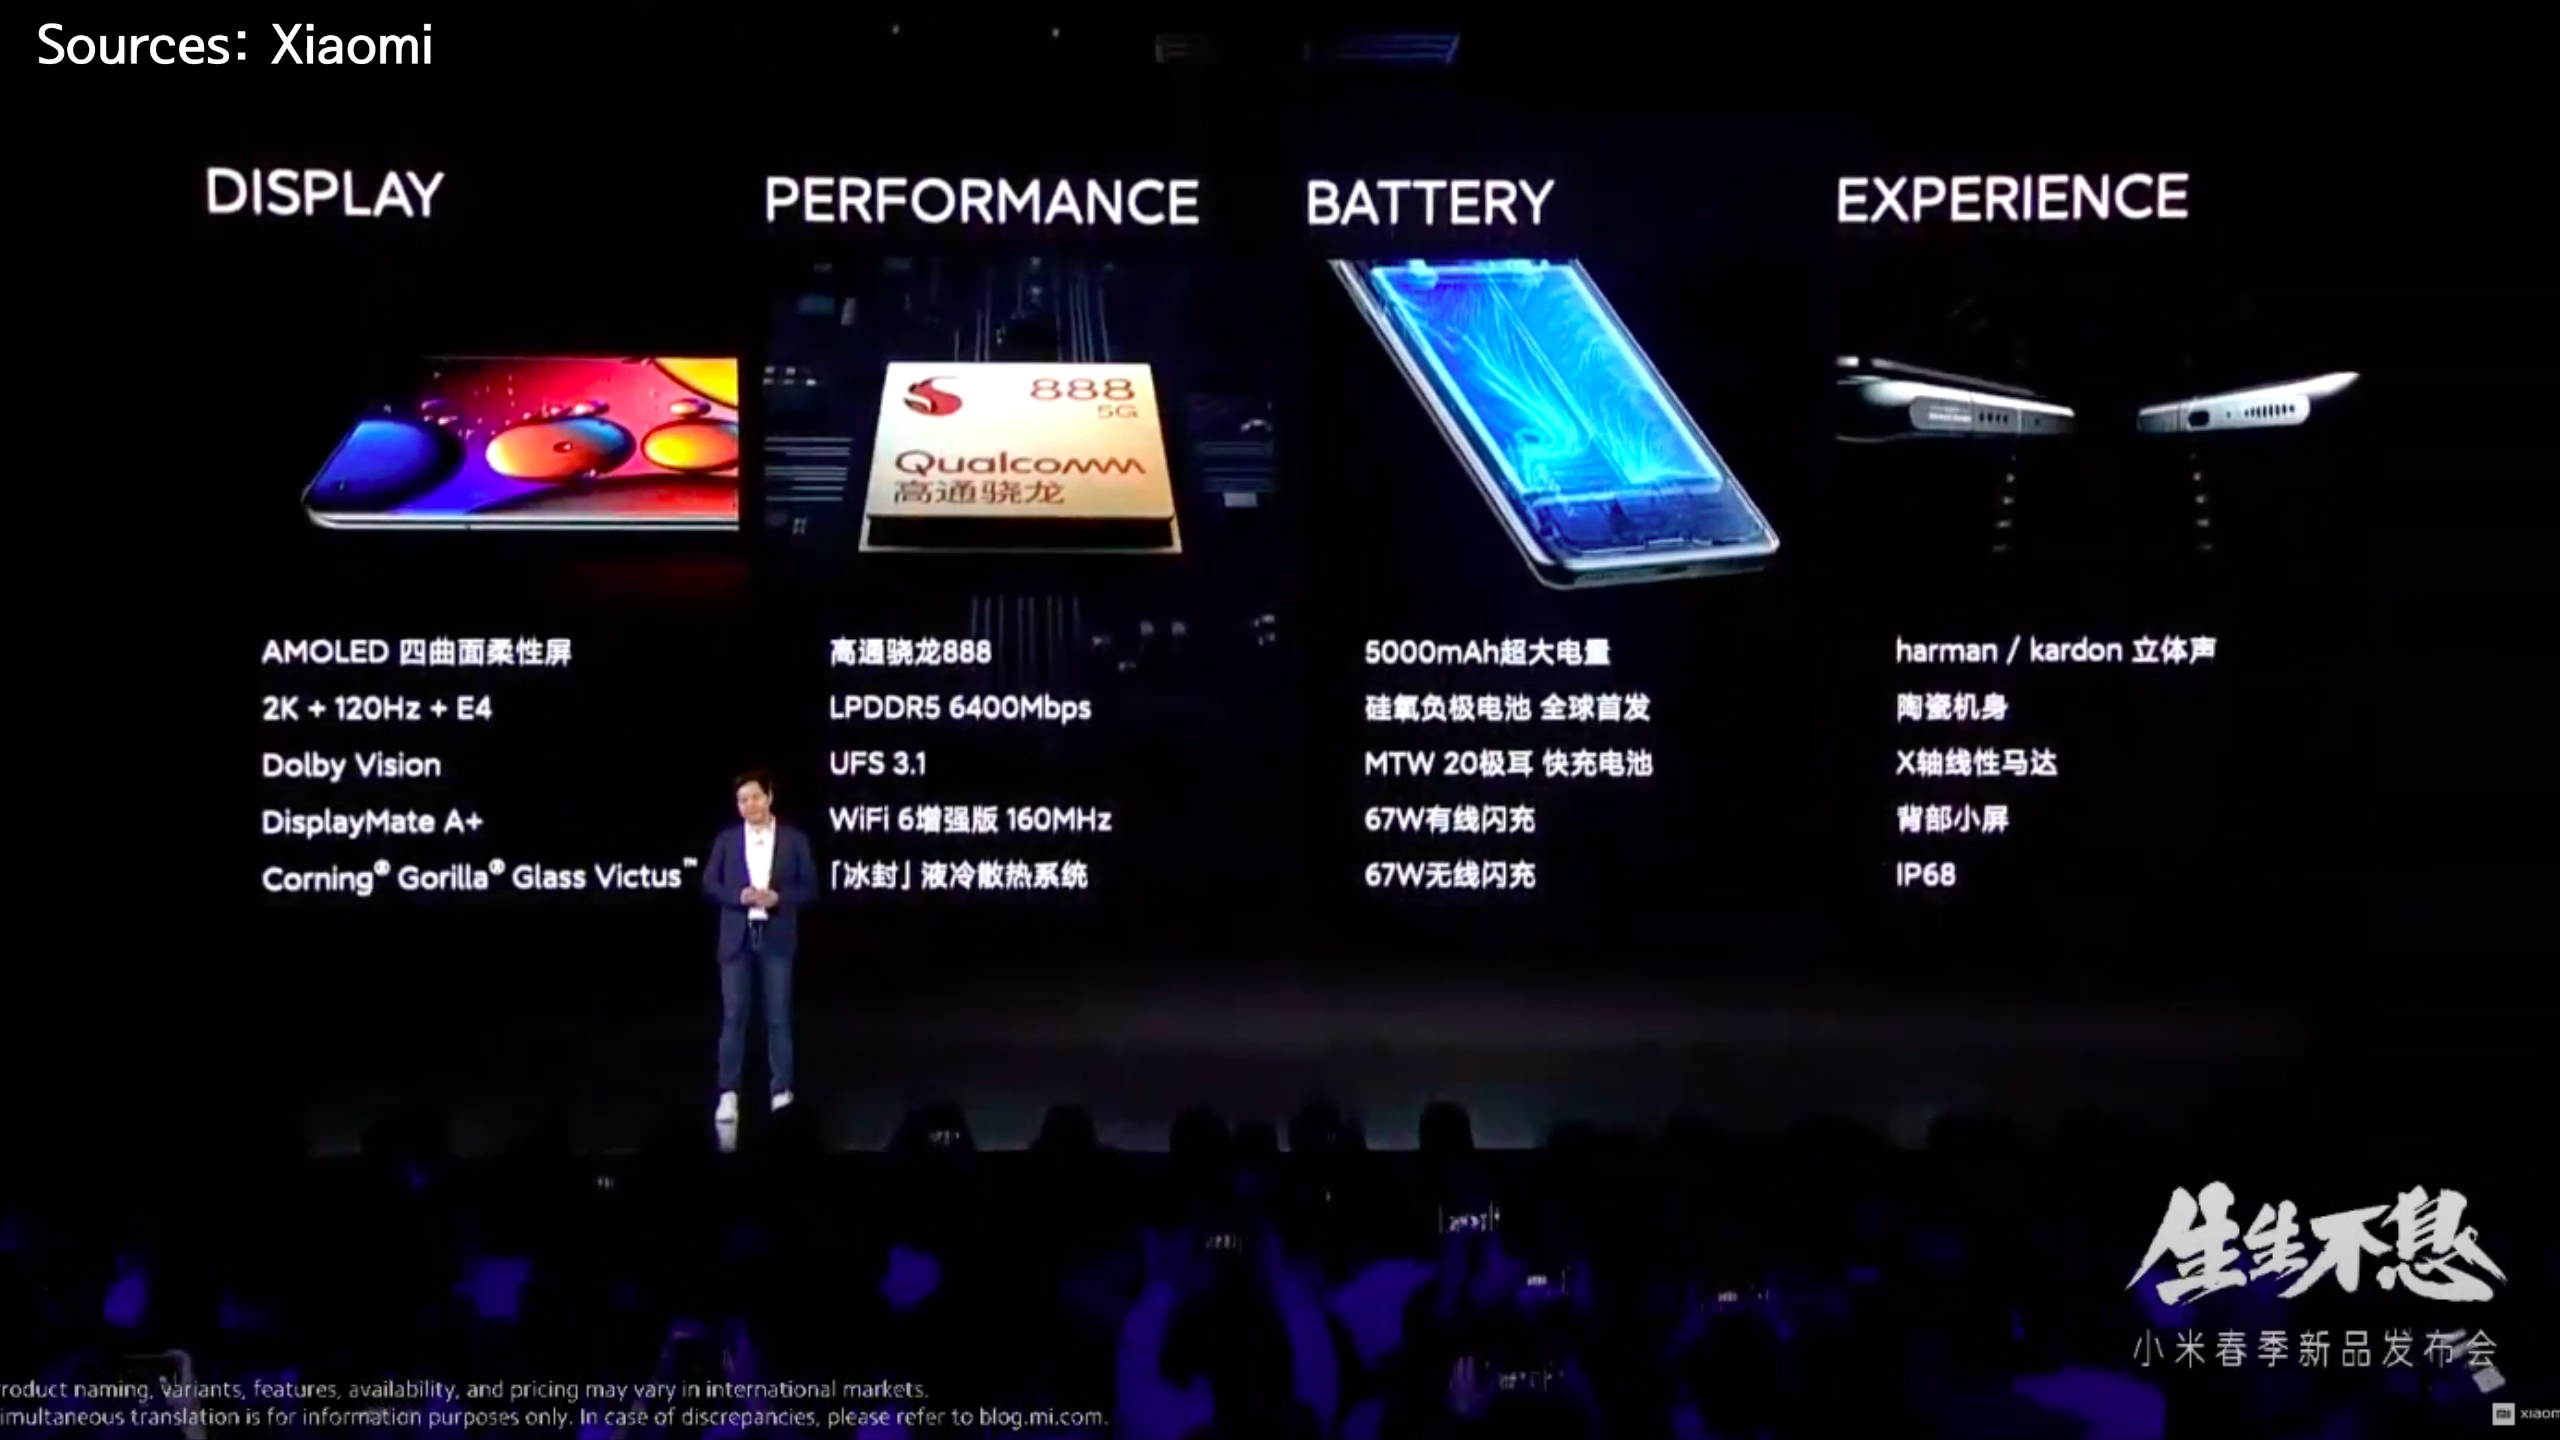 Sources: Xiaomi
DISPLAY
AMOLED 四曲面柔性屏
2K + 120Hz + E4
Dolby Vision
DisplayMate A+
Corning® Gorilla® Glass Victus™
PERFORMANCE
888
5G
Qualcomm
高通骁龙
高通骁龙888
LPDDR5 6400Mbps
UFS 3.1
WiFi 6增强版 160MHz
「冰封」液冷散热系统
BATTERY
5000mAh超大电量
硅氧负极电池 全球首发
MTW 20极耳 快充电池
67W有线闪充
67W无线闪充
EXPERIENCE
harman / kardon 立体声
陶瓷机身
X轴线性马达
背部小屏
IP68
生生不息
小米春季新品发布会
roduct naming, variants, features, availability, and pricing may vary in international markets.
imultaneous translation is for information purposes only. In case of discrepancies, please refer to blog.mi.com.
xiaom